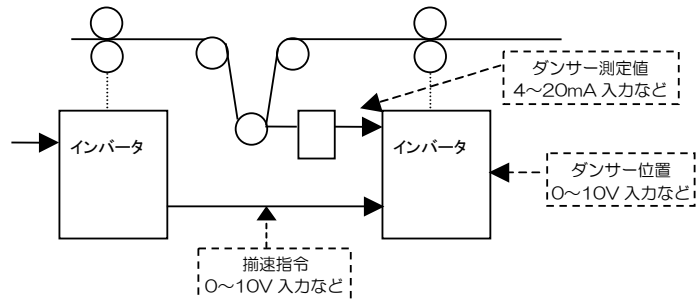 ダンサー測定値
4～20mA 入力など
インバータ
インバータ
ダンサー位置
0～10V 入力など
揃速指令
0～10V 入力など